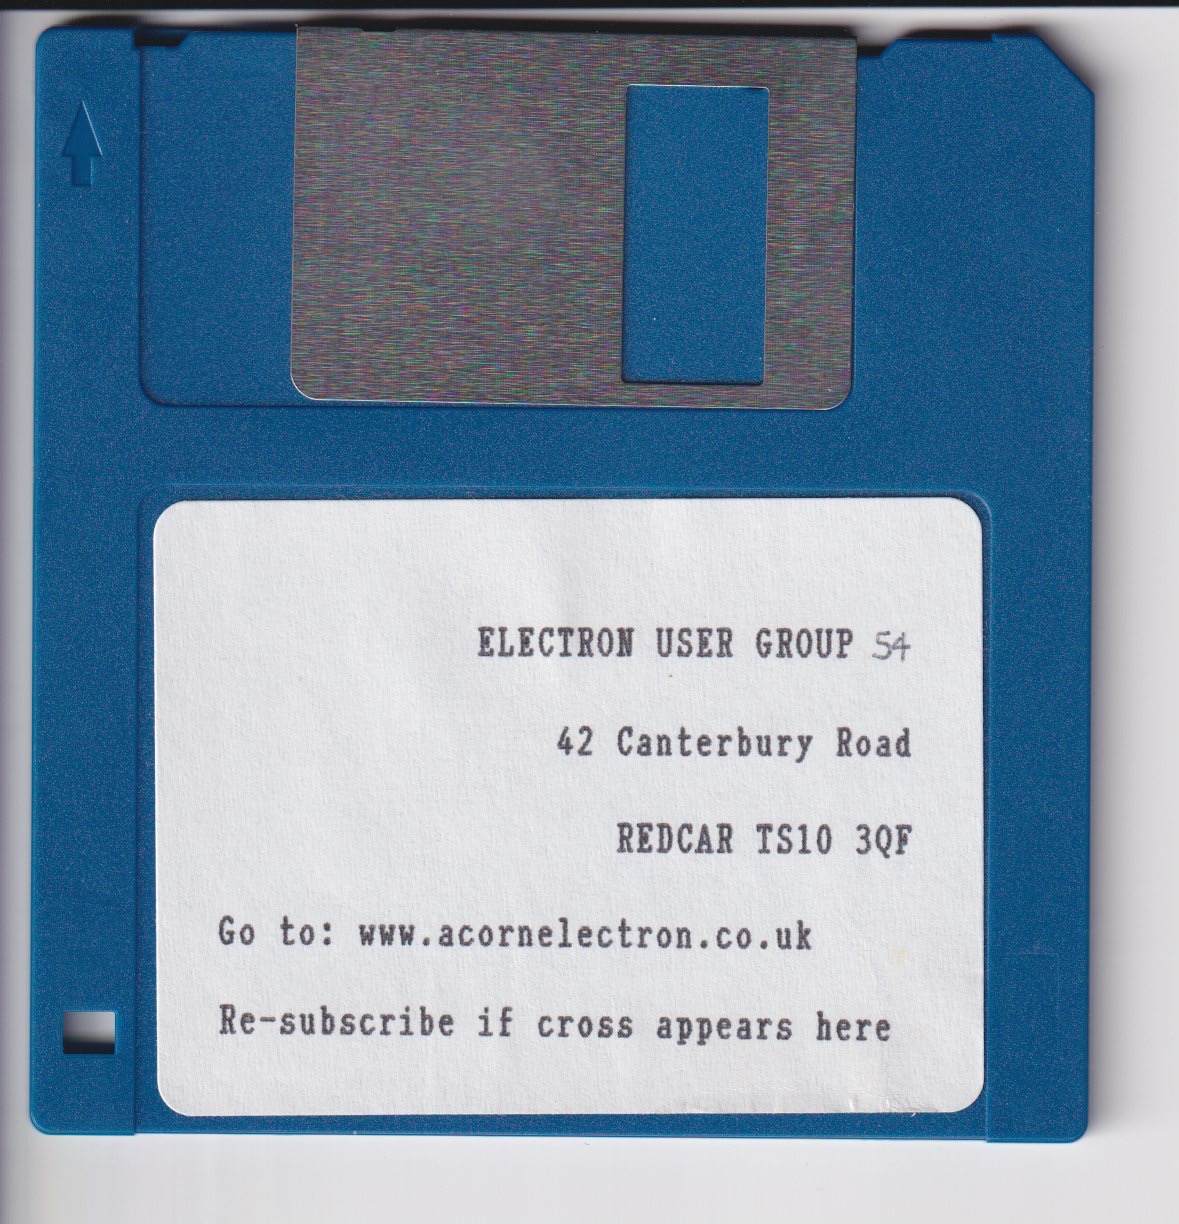 ELECTRON USER GROUP 54
42 Canterbury Road
REDCAR TS10 3QF
Go to: www.acornelectron.co.uk
Re-subscribe if cross appears here